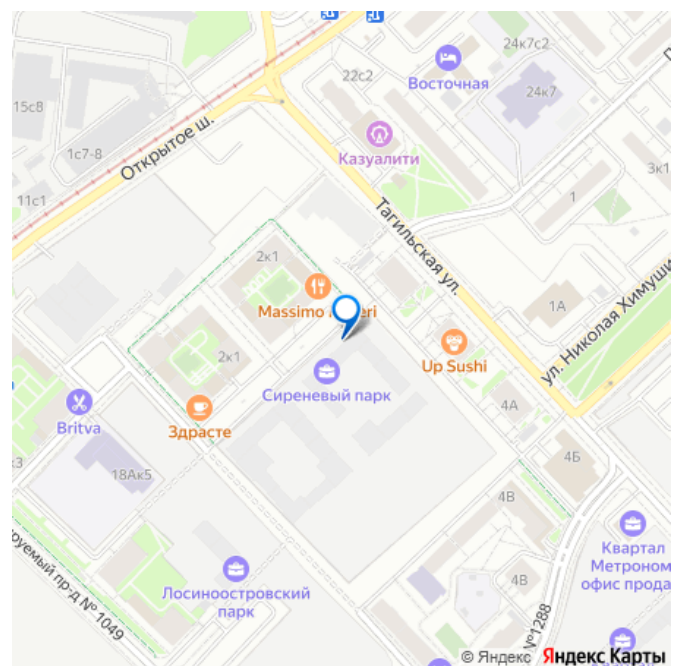 24к7с2
22с2
Восточная
24к7
15с8
1с7-8
Открытое ш.
Казуалити
3к1
11с1
1
Тагильская ул.
2к1
Massimo
1А
ул. Николая
Up Sushi
2к1
Сиреневый парк
4А
Britva
Здрасте
18Ак5
4Б
4В
Квартал
Метроном
офис прода
Лосиноостровский
парк
пр-д № 1049
4В
№1288
© Яндекс Яндекс Карты